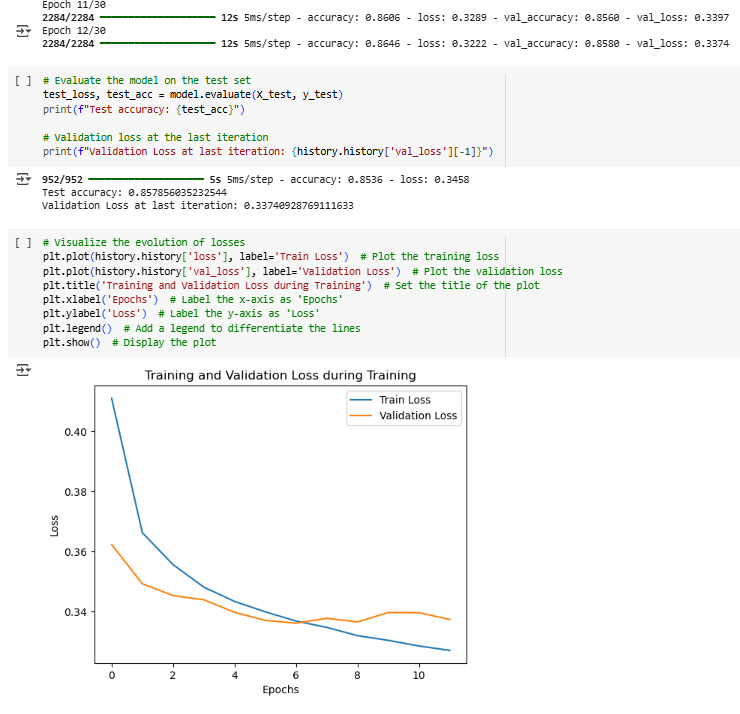 Epoch 11/30
2284/2284 ━━━━━━━━━━━━━━━━━━━━ 12s 5ms/step - accuracy: 0.8606 - loss: 0.3289 - val_accuracy: 0.8560 - val_loss: 0.3397
Epoch 12/30
2284/2284 ━━━━━━━━━━━━━━━━━━━━ 12s 5ms/step - accuracy: 0.8646 - loss: 0.3222 - val_accuracy: 0.8580 - val_loss: 0.3374
[ ] # Evaluate the model on the test set
test_loss, test_acc = model.evaluate(X_test, y_test)
print(f"Test accuracy: {test_acc}")
# Validation loss at the last iteration
print(f"Validation Loss at last iteration: {history.history['val_loss'][-1]}")
952/952 ━━━━━━━━━━━━━━━━━━━━ 5s 5ms/step - accuracy: 0.8536 - loss: 0.3458
Test accuracy: 0.857856035232544
Validation Loss at last iteration: 0.33740928769111633
[ ] # Visualize the evolution of losses
plt.plot(history.history['loss'], label='Train Loss')  # Plot the training loss
plt.plot(history.history['val_loss'], label='Validation Loss')  # Plot the validation loss
plt.title('Training and Validation Loss during Training')  # Set the title of the plot
plt.xlabel('Epochs')  # Label the x-axis as 'Epochs'
plt.ylabel('Loss')  # Label the y-axis as 'Loss'
plt.legend()  # Add a legend to differentiate the lines
plt.show()  # Display the plot
Training and Validation Loss during Training
Train Loss
Validation Loss
0.40
0.38
0.36
0.34
Loss
0 2 4 6 8 10
Epochs